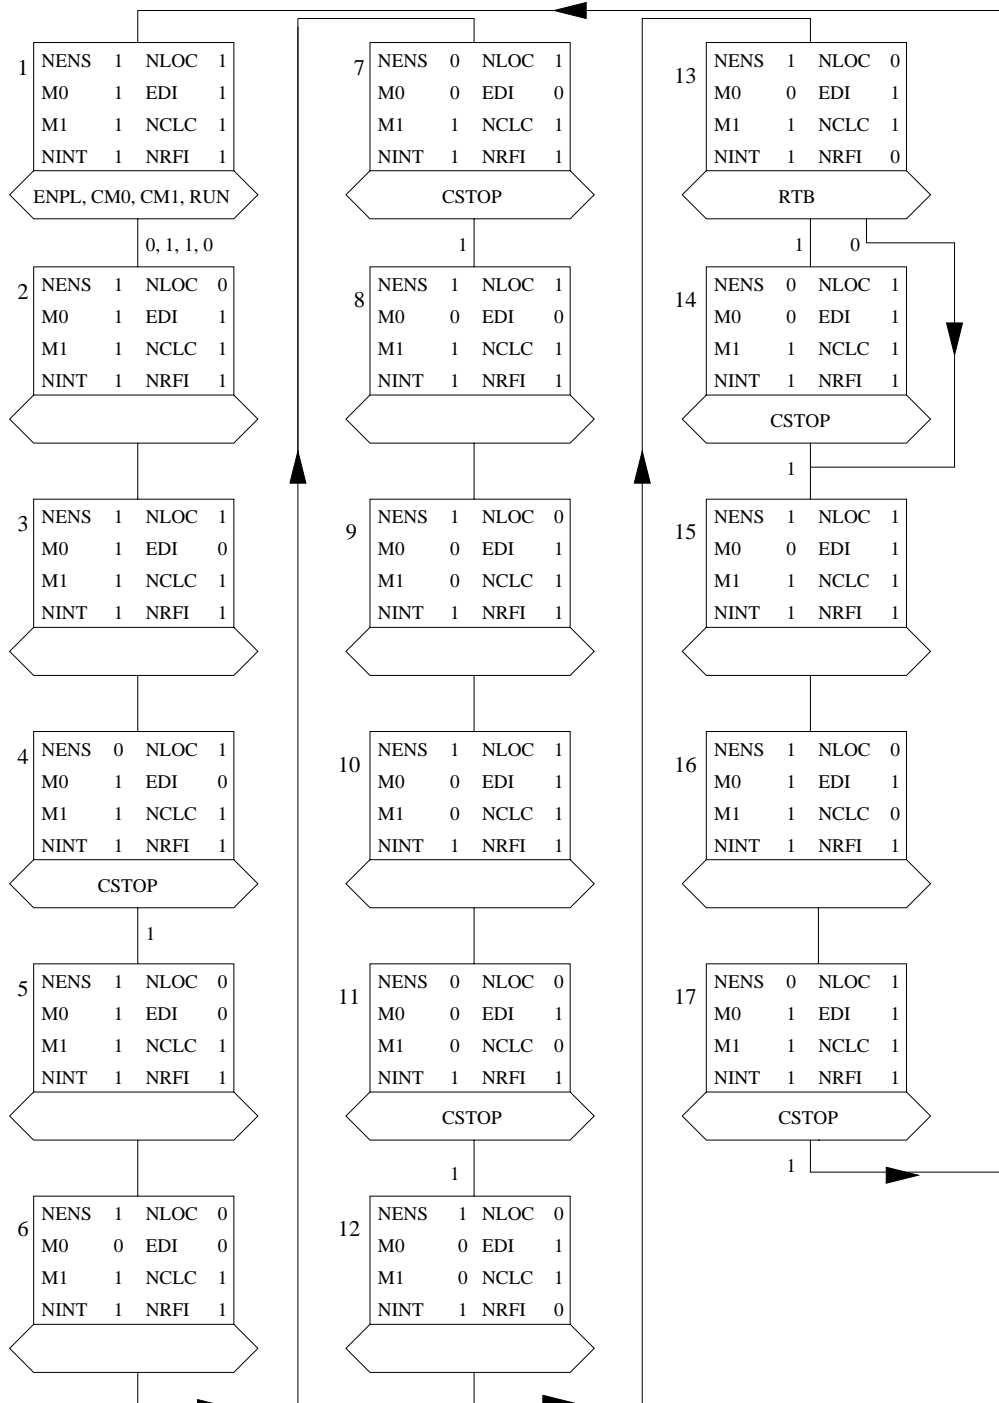 1
NENS 1 NLOC 1
M0 1 EDI 1
M1 1 NCLC 1
NINT 1 NRFI 1
ENPL, CM0, CM1, RUN
0, 1, 1, 0
2
NENS 1 NLOC 0
M0 1 EDI 1
M1 1 NCLC 1
NINT 1 NRFI 1
3
NENS 1 NLOC 1
M0 1 EDI 0
M1 1 NCLC 1
NINT 1 NRFI 1
4
NENS 0 NLOC 1
M0 1 EDI 0
M1 1 NCLC 1
NINT 1 NRFI 1
CSTOP
1
5
NENS 1 NLOC 0
M0 1 EDI 0
M1 1 NCLC 1
NINT 1 NRFI 1
6
NENS 1 NLOC 0
M0 0 EDI 0
M1 1 NCLC 1
NINT 1 NRFI 1
7
NENS 0 NLOC 1
M0 0 EDI 0
M1 1 NCLC 1
NINT 1 NRFI 1
CSTOP
1
8
NENS 1 NLOC 1
M0 0 EDI 0
M1 1 NCLC 1
NINT 1 NRFI 1
9
NENS 1 NLOC 0
M0 0 EDI 1
M1 0 NCLC 1
NINT 1 NRFI 1
10
NENS 1 NLOC 1
M0 0 EDI 1
M1 0 NCLC 1
NINT 1 NRFI 1
11
NENS 0 NLOC 0
M0 0 EDI 1
M1 0 NCLC 0
NINT 1 NRFI 1
CSTOP
1
12
NENS 1 NLOC 0
M0 0 EDI 1
M1 0 NCLC 1
NINT 1 NRFI 0
13
NENS 1 NLOC 0
M0 0 EDI 1
M1 1 NCLC 1
NINT 1 NRFI 0
RTB
1 0
14
NENS 0 NLOC 1
M0 0 EDI 1
M1 1 NCLC 1
NINT 1 NRFI 1
CSTOP
1
15
NENS 1 NLOC 1
M0 0 EDI 1
M1 1 NCLC 1
NINT 1 NRFI 1
16
NENS 1 NLOC 0
M0 1 EDI 1
M1 1 NCLC 0
NINT 1 NRFI 1
17
NENS 0 NLOC 1
M0 1 EDI 1
M1 1 NCLC 1
NINT 1 NRFI 1
CSTOP
1